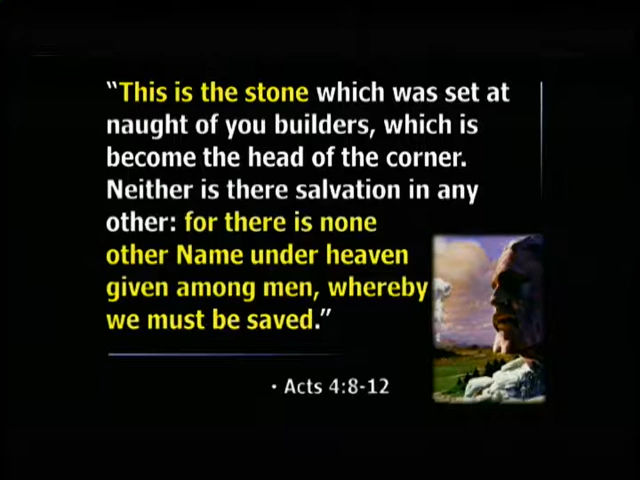 “This is the stone which was set at
naught of you builders, which is
become the head of the corner.
Neither is there salvation in any
other: for there is none
other Name under heaven
given among men, whereby
we must be saved.”
• Acts 4:8-12